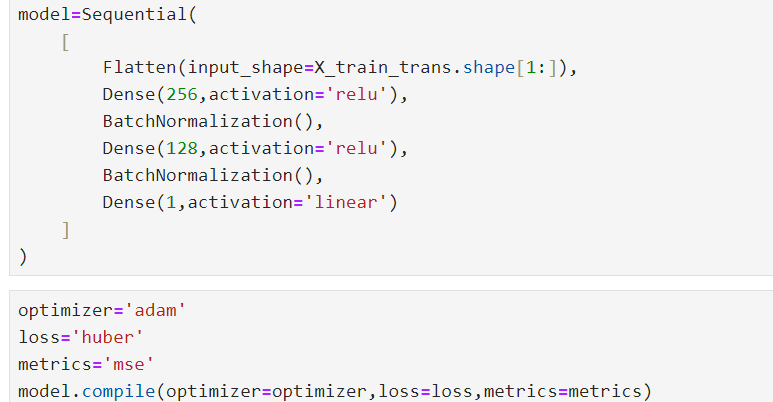 model=Sequential(
[
Flatten(input_shape=X_train_trans.shape[1:]),
Dense(256,activation='relu'),
BatchNormalization(),
Dense(128,activation='relu'),
BatchNormalization(),
Dense(1,activation='linear')
]
)
optimizer='adam'
loss='huber'
metrics='mse'
model.compile(optimizer=optimizer,loss=loss,metrics=metrics)